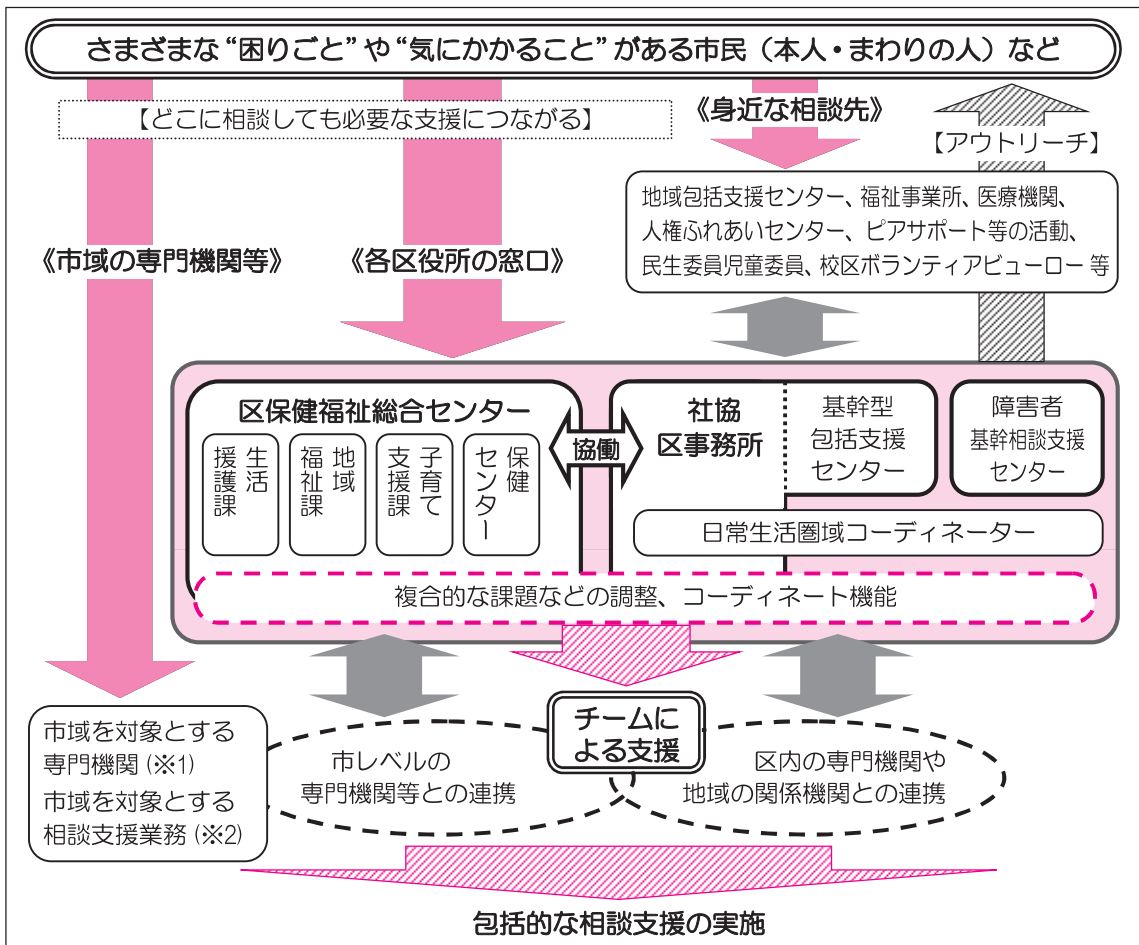 さまざまな“困りごと”や“気にかかること”がある市民（本人・まわりの人）など
【どこに相談しても必要な支援につながる】
《身近な相談先》
【アウトリーチ】
地域包括支援センター、福祉事業所、医療機関、
人権ふれあいセンター、ピアサポート等の活動、
民生委員児童委員、校区ボランティアビューロー 等
《市域の専門機関等》
《各区役所の窓口》
区保健福祉総合センター
生活
援護課
地域
福祉課
子育て
支援課
保健
センター
協働
社協
区事務所
基幹型
包括支援
センター
障害者
基幹相談支援
センター
日常生活圏域コーディネーター
複合的な課題などの調整、コーディネート機能
チームに
よる支援
市域を対象とする
専門機関(※1)
市域を対象とする
相談支援業務(※2)
市レベルの
専門機関等との連携
区内の専門機関や
地域の関係機関との連携
包括的な相談支援の実施